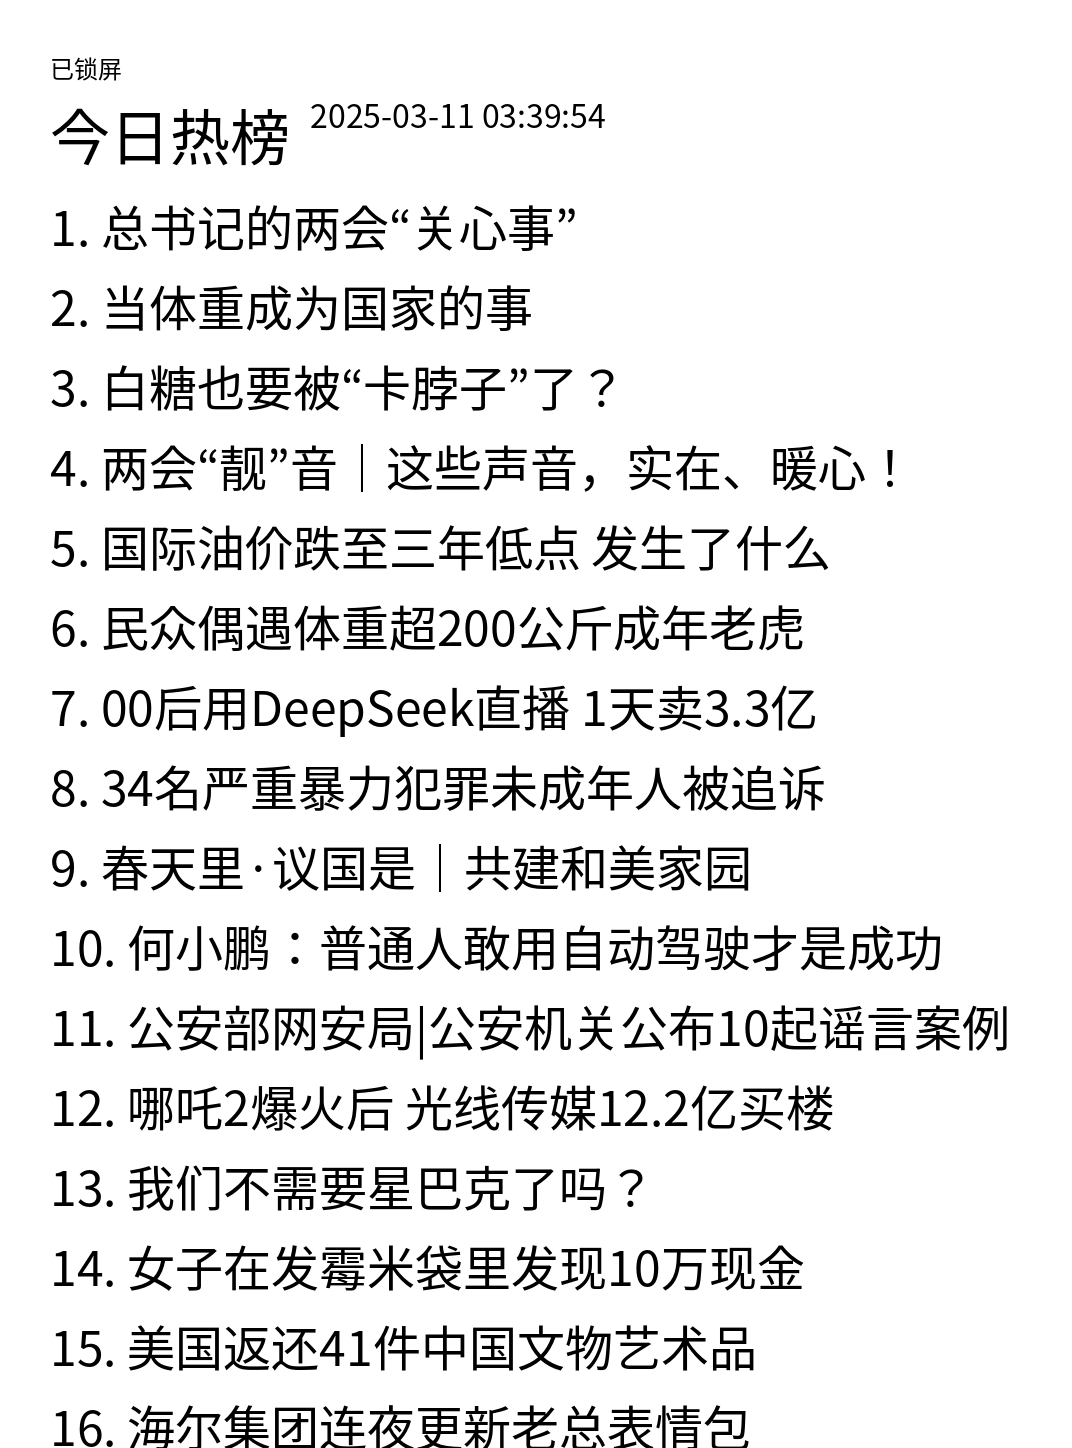 已锁屏
今日热榜 2025-03-11 03:39:54
1. 总书记的两会“关心事”
2. 当体重成为国家的事
3. 白糖也要被“卡脖子”了？
4. 两会“靓”音｜这些声音，实在、暖心！
5. 国际油价跌至三年低点 发生了什么
6. 民众偶遇体重超200公斤成年老虎
7. 00后用DeepSeek直播 1天卖3.3亿
8. 34名严重暴力犯罪未成年人被追诉
9. 春天里·议国是｜共建和美家园
10. 何小鹏：普通人敢用自动驾驶才是成功
11. 公安部网安局|公安机关公布10起谣言案例
12. 哪吒2爆火后 光线传媒12.2亿买楼
13. 我们不需要星巴克了吗？
14. 女子在发霉米袋里发现10万现金
15. 美国返还41件中国文物艺术品
16. 海尔集团连夜更新老总表情包